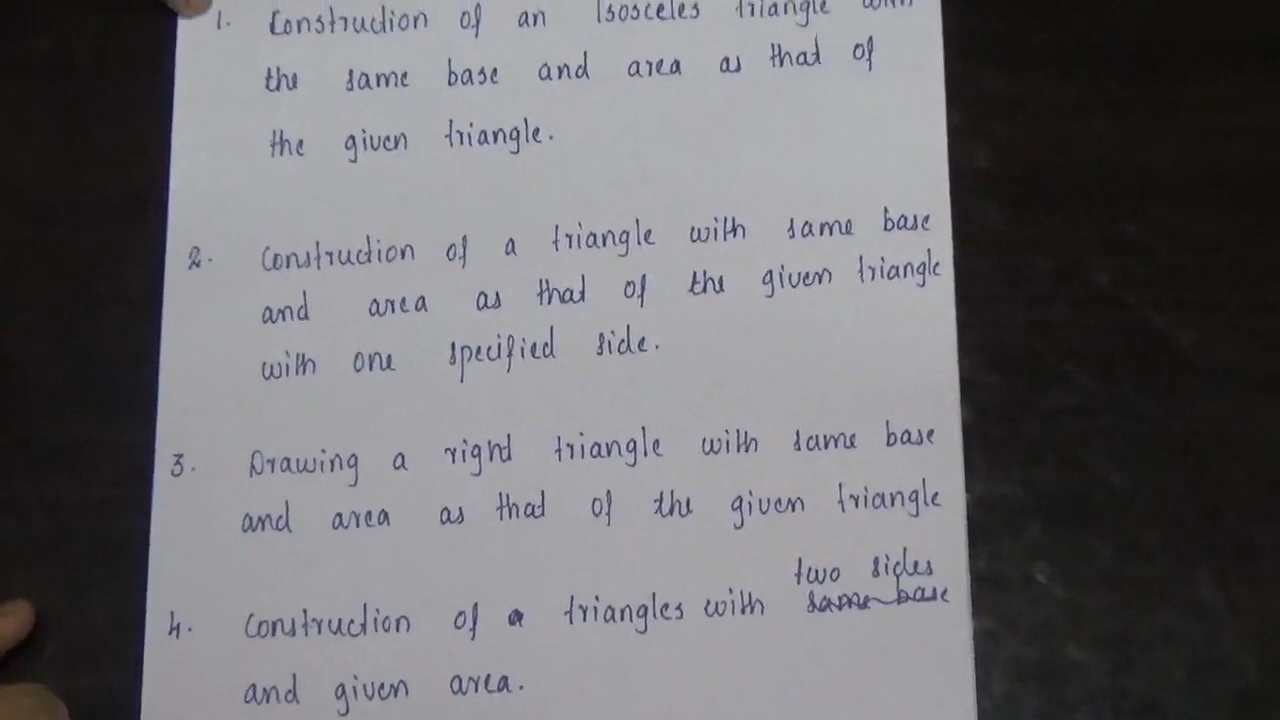 1. Construction of an Isosceles triangle with
the same base and area as that of
the given triangle.
2. Construction of a triangle with same base
and area as that of the given triangle
with one specified side.
3. Drawing a right triangle with same base
and area as that of the given triangle
two sides
4. Construction of a triangles with same base
and given area.